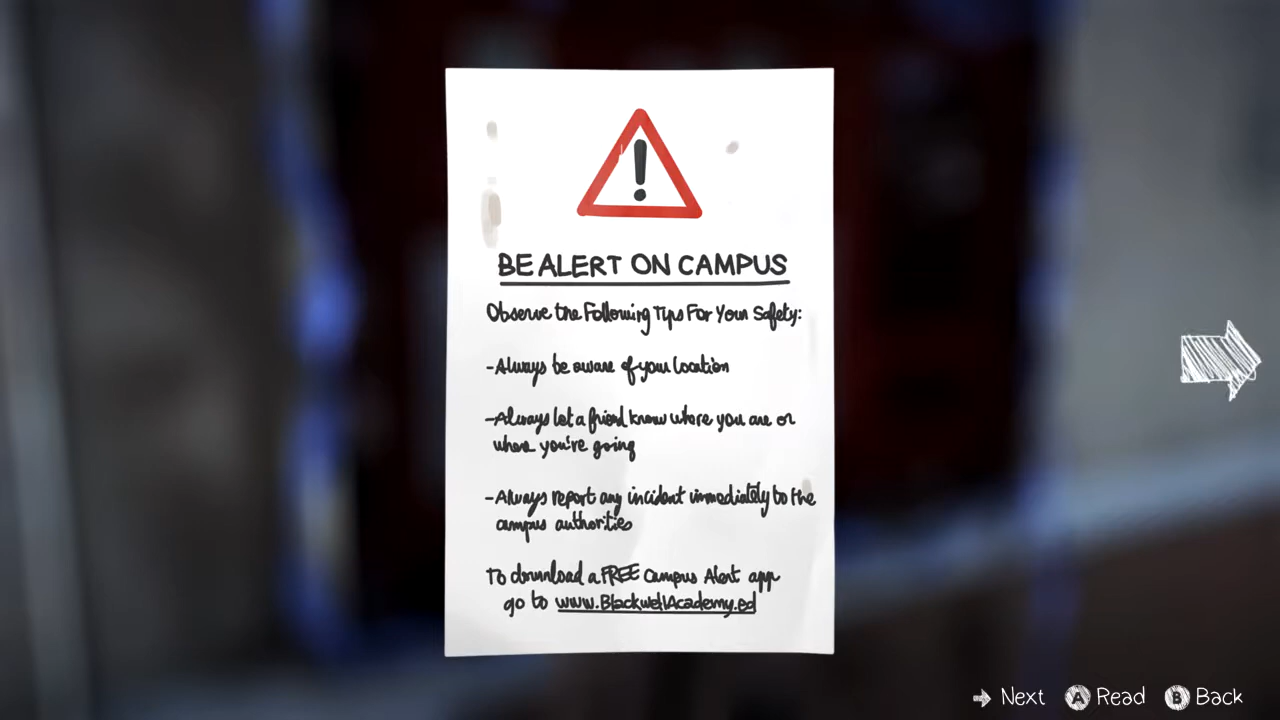 !
BE ALERT ON CAMPUS
Observe the Following Tips For Your Safety:
-Always be aware of your location
-Always let a friend know where you are or
where you're going
-Always report any incident immediately to the
campus authorities
To download a FREE Campus Alert app
go to www.BlackwellAcademy.ed
Next A Read B Back